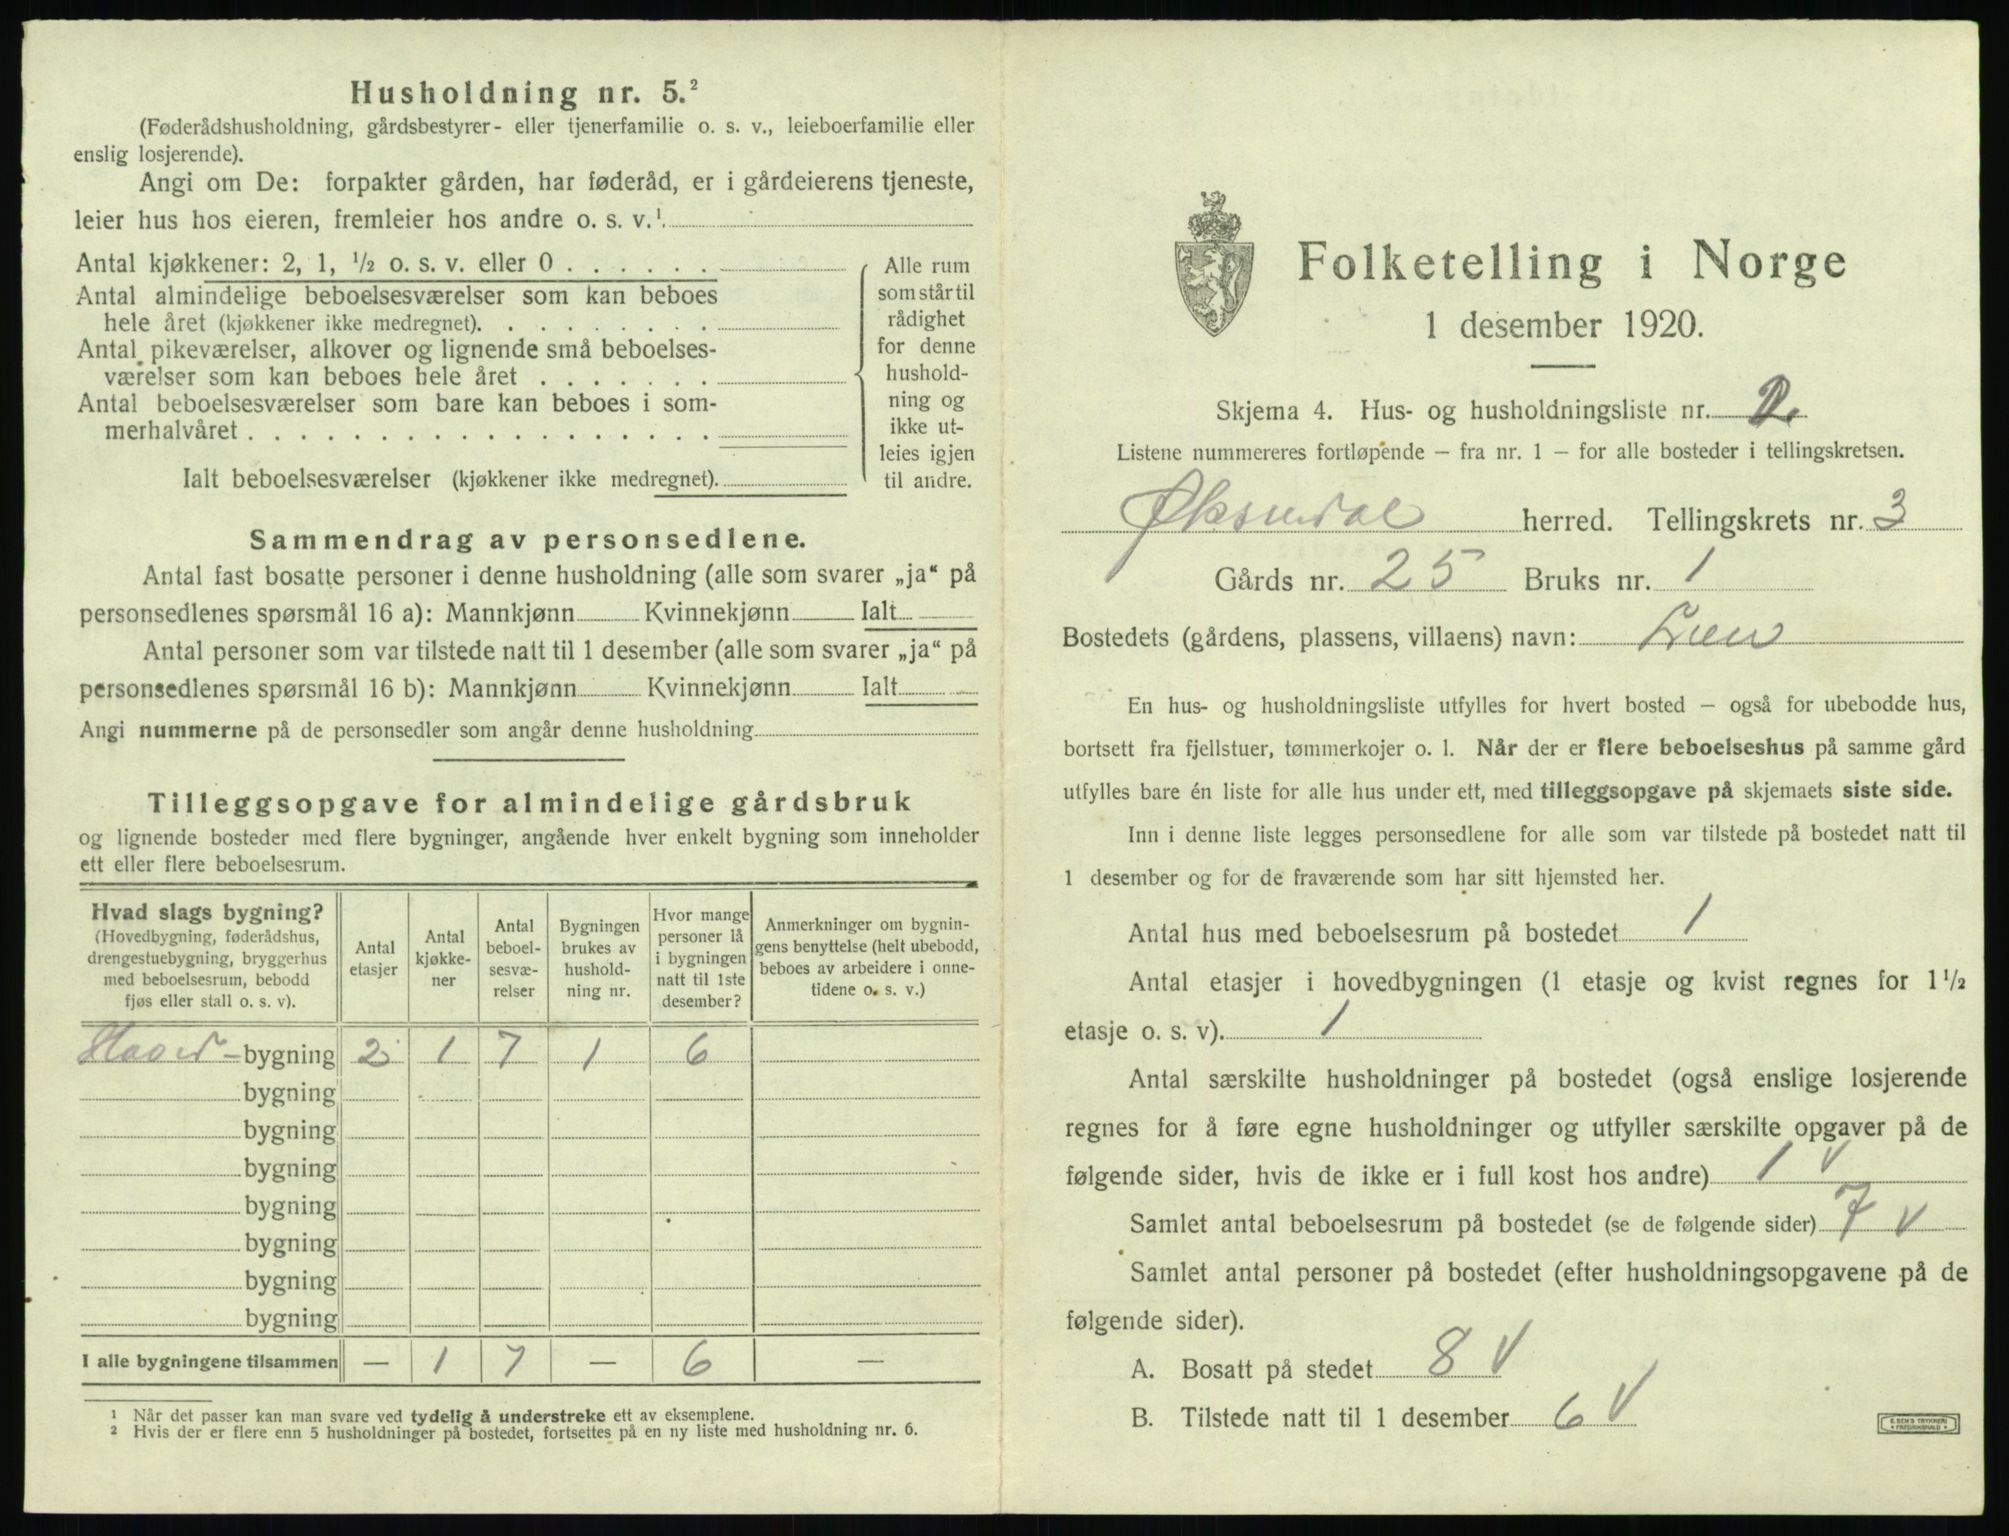 Husholdning nr. 5.²
(Føderådshusholdning, gårdsbestyrer- eller tjenerfamilie o. s. v., leieboerfamilie eller
enslig losjerende).
Angi om De: forpakter gården, har føderåd, er i gårdeierens tjeneste,
leier hus hos eieren, fremleier hos andre o. s. v.¹
Antal kjøkkener: 2, 1, ½ o. s. v. eller 0
Antal almindelige beboelsesværelser som kan beboes
hele året (kjøkkener ikke medregnet).
Antal pikeværelser, alkover og lignende små beboelses-
værelser som kan beboes hele året
Antal beboelsesværelser som bare kan beboes i som-
merhalvåret
Ialt beboelsesværelser (kjøkkener ikke medregnet).
Alle rum
som står til
rådighet
for denne
hushold-
ning og
ikke ut-
leies igjen
til andre.
Sammendrag av personsedlene.
Antal fast bosatte personer i denne husholdning (alle som svarer „ja“ på
personsedlenes spørsmål 16 a): Mannkjønn Kvinnekjønn Ialt
Antal personer som var tilstede natt til 1 desember (alle som svarer „ja“ på
personsedlenes spørsmål 16 b): Mannkjønn Kvinnekjønn Ialt
Angi nummerne på de personsedler som angår denne husholdning
Tilleggsopgave for almindelige gårdsbruk
og lignende bosteder med flere bygninger, angående hver enkelt bygning som inneholder
ett eller flere beboelsesrum.
Hvad slags bygning?
(Hovedbygning, føderådshus,
drengestuebygning, bryggerhus
med beboelsesrum, bebodd
fjøs eller stall o. s. v).
Antal
etasjer
Antal
kjøkke-
ner
Antal
beboel-
sesvæ-
relser
Bygningen
brukes av
hushold-
ning nr.
Hvor mange
personer lå
i bygningen
natt til 1ste
desember?
Anmerkninger om bygnin-
gens benyttelse (helt ubebodd,
beboes av arbeidere i onne-
tidene o. s. v.)
Hoved-bygning 2 1 7 1 6
bygning
bygning
bygning
bygning
bygning
bygning
bygning
I alle bygningene tilsammen — 1 7 — 6 —
¹ Når det passer kan man svare ved tydelig å understreke ett av eksemplene.
² Hvis der er flere enn 5 husholdninger på bostedet, fortsettes på en ny liste med husholdning nr. 6.
Folketelling i Norge
1 desember 1920.
Skjema 4. Hus- og husholdningsliste nr. 2.
Listene nummereres fortløpende – fra nr. 1 – for alle bosteder i tellingskretsen.
Øksendal herred. Tellingskrets nr. 3
Gårds nr. 25 Bruks nr. 1
Bostedets (gårdens, plassens, villaens) navn: Lien
En hus- og husholdningsliste utfylles for hvert bosted – også for ubebodde hus,
bortsett fra fjellstuer, tømmerkojer o. l. Når der er flere beboelseshus på samme gård
utfylles bare én liste for alle hus under ett, med tilleggsopgave på skjemaets siste side.
Inn i denne liste legges personsedlene for alle som var tilstede på bostedet natt til
1 desember og for de fraværende som har sitt hjemsted her.
Antal hus med beboelsesrum på bostedet 1
Antal etasjer i hovedbygningen (1 etasje og kvist regnes for 1½
etasje o. s. v). 1
Antal særskilte husholdninger på bostedet (også enslige losjerende
regnes for å føre egne husholdninger og utfyller særskilte opgaver på de
følgende sider, hvis de ikke er i full kost hos andre) 1 V
Samlet antal beboelsesrum på bostedet (se de følgende sider) 7 V
Samlet antal personer på bostedet (efter husholdningsopgavene på de
følgende sider).
A. Bosatt på stedet 8 V
B. Tilstede natt til 1 desember 6 V
E. SEM'S TRYKKERI
• FREDRIKSHALD •